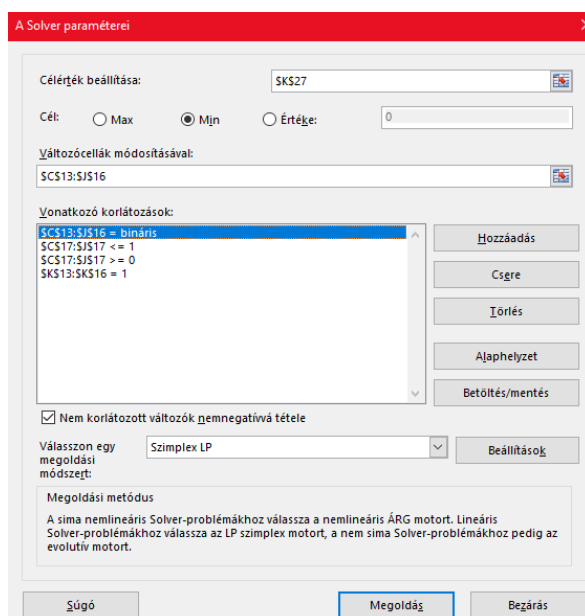 A Solver paraméterei
Célérték beállítása:
$K$27
Cél:
Max
Min
Értéke:
0
Változócellák módosításával:
$C$13:$J$16
Vonatkozó korlátozások:
$C$13:$J$16 = bináris
$C$17:$J$17 <= 1
$C$17:$J$17 >= 0
$K$13:$K$16 = 1
Hozzáadás
Csere
Törlés
Alaphelyzet
Betöltés/mentés
Nem korlátozott változók nemnegatívvá tétele
Válasszon egy
megoldási
módszert:
Szimplex LP
Beállítások
Megoldási metódus
A sima nemlineáris Solver-problémákhoz válassza a nemlineáris ÁRG motort. Lineáris
Solver-problémákhoz válassza az LP szimplex motort, a nem sima Solver-problémákhoz pedig az
evolutív motort.
Súgó
Megoldás
Bezárás